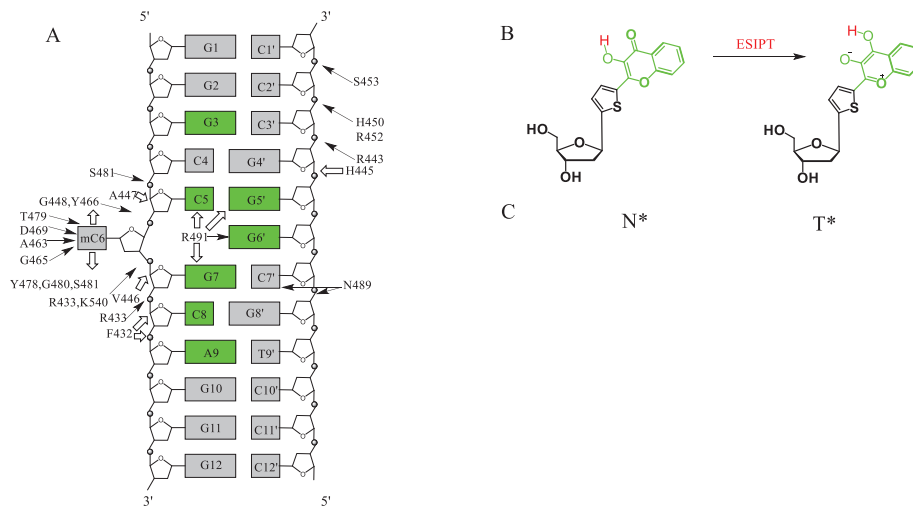 5'
3'
A
G1
C1'
S453
G2
C2'
G3
C3'
H450
R452
C4
G4'
R443
H445
S481
A447
C5
G5'
G448,Y466
T479
D469
A463
G465
mC6
R491
G6'
Y478,G480,S481
R433,K540
V446
G7
C7'
N489
R433
F432
C8
G8'
A9
T9'
G10
C10'
G11
C11'
G12
C12'
3'
5'
B
H
O
O
O
S
HO
O
OH
ESIPT
H
O
O
-
O
+
S
HO
O
OH
C
N*
T*